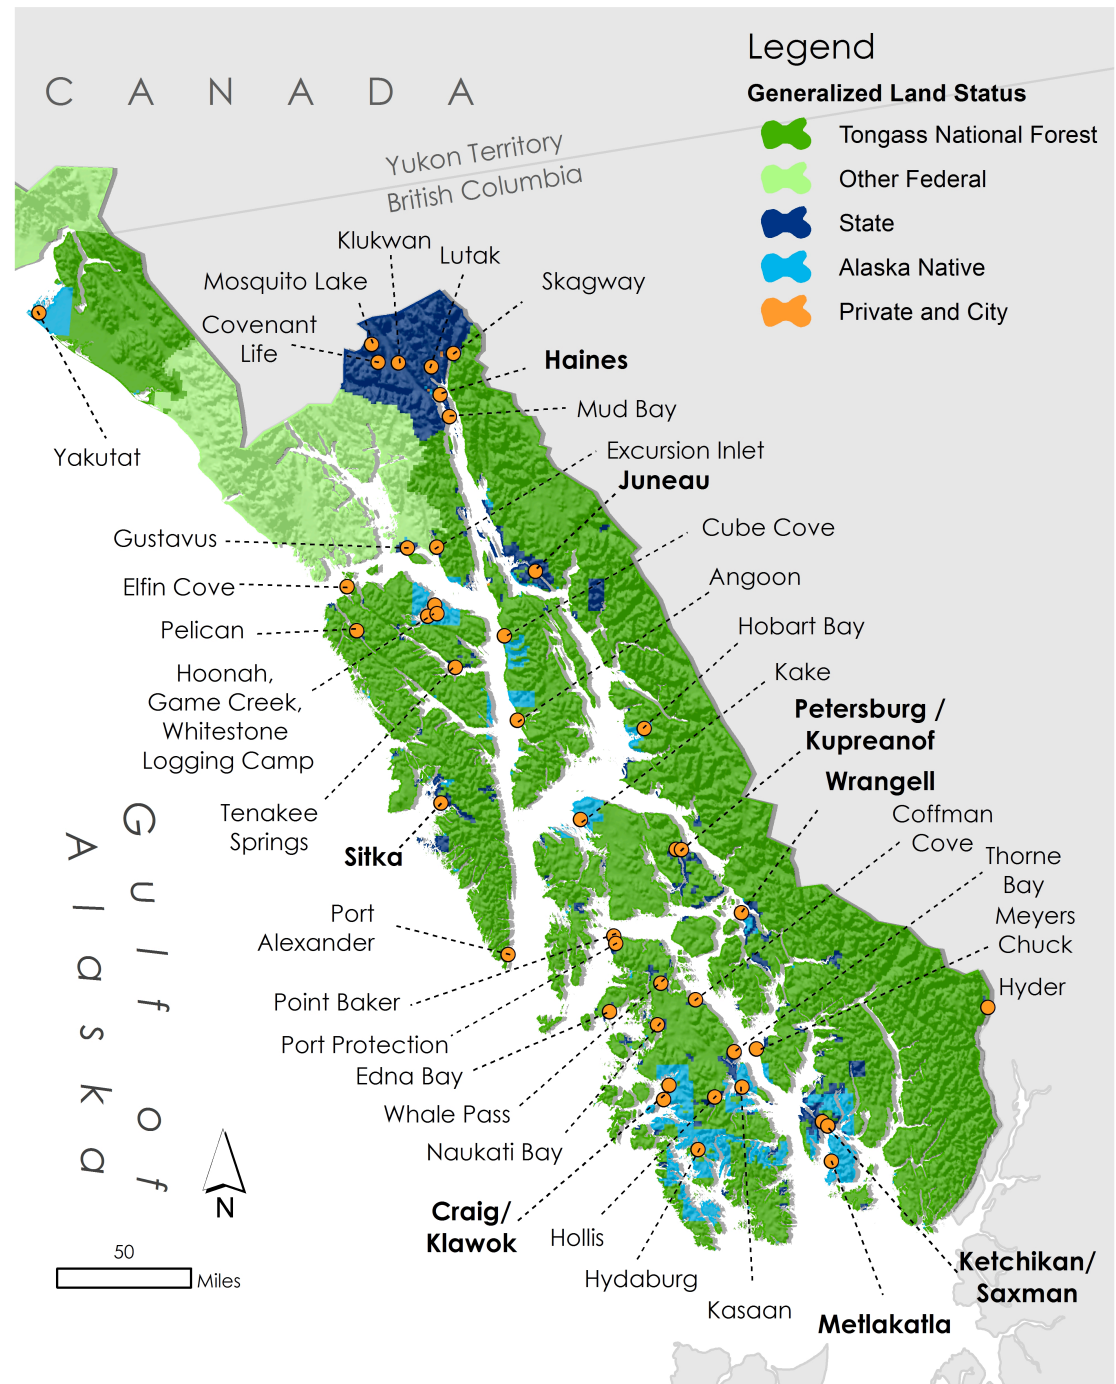 Legend
Generalized Land Status
Tongass National Forest
Other Federal
State
Alaska Native
Private and City
CANADA
Yukon Territory
British Columbia
Klukwan
Lutak
Mosquito Lake
Skagway
Covenant
Life
Haines
Mud Bay
Yakutat
Excursion Inlet
Juneau
Gustavus
Cube Cove
Elfin Cove
Angoon
Pelican
Hobart Bay
Hoonah,
Game Creek,
Whitestone
Logging Camp
Kake
Petersburg /
Kupreanof
Wrangell
Tenakee
Springs
Coffman
Cove
Sitka
Thorne
Bay
Port
Alexander
Meyers
Chuck
Hyder
Point Baker
Port Protection
Edna Bay
Whale Pass
Naukati Bay
Gulf of
Alaska
N
Craig/
Klawok
Hollis
50
Miles
Hydaburg
Kasaan
Ketchikan/
Saxman
Metlakatla